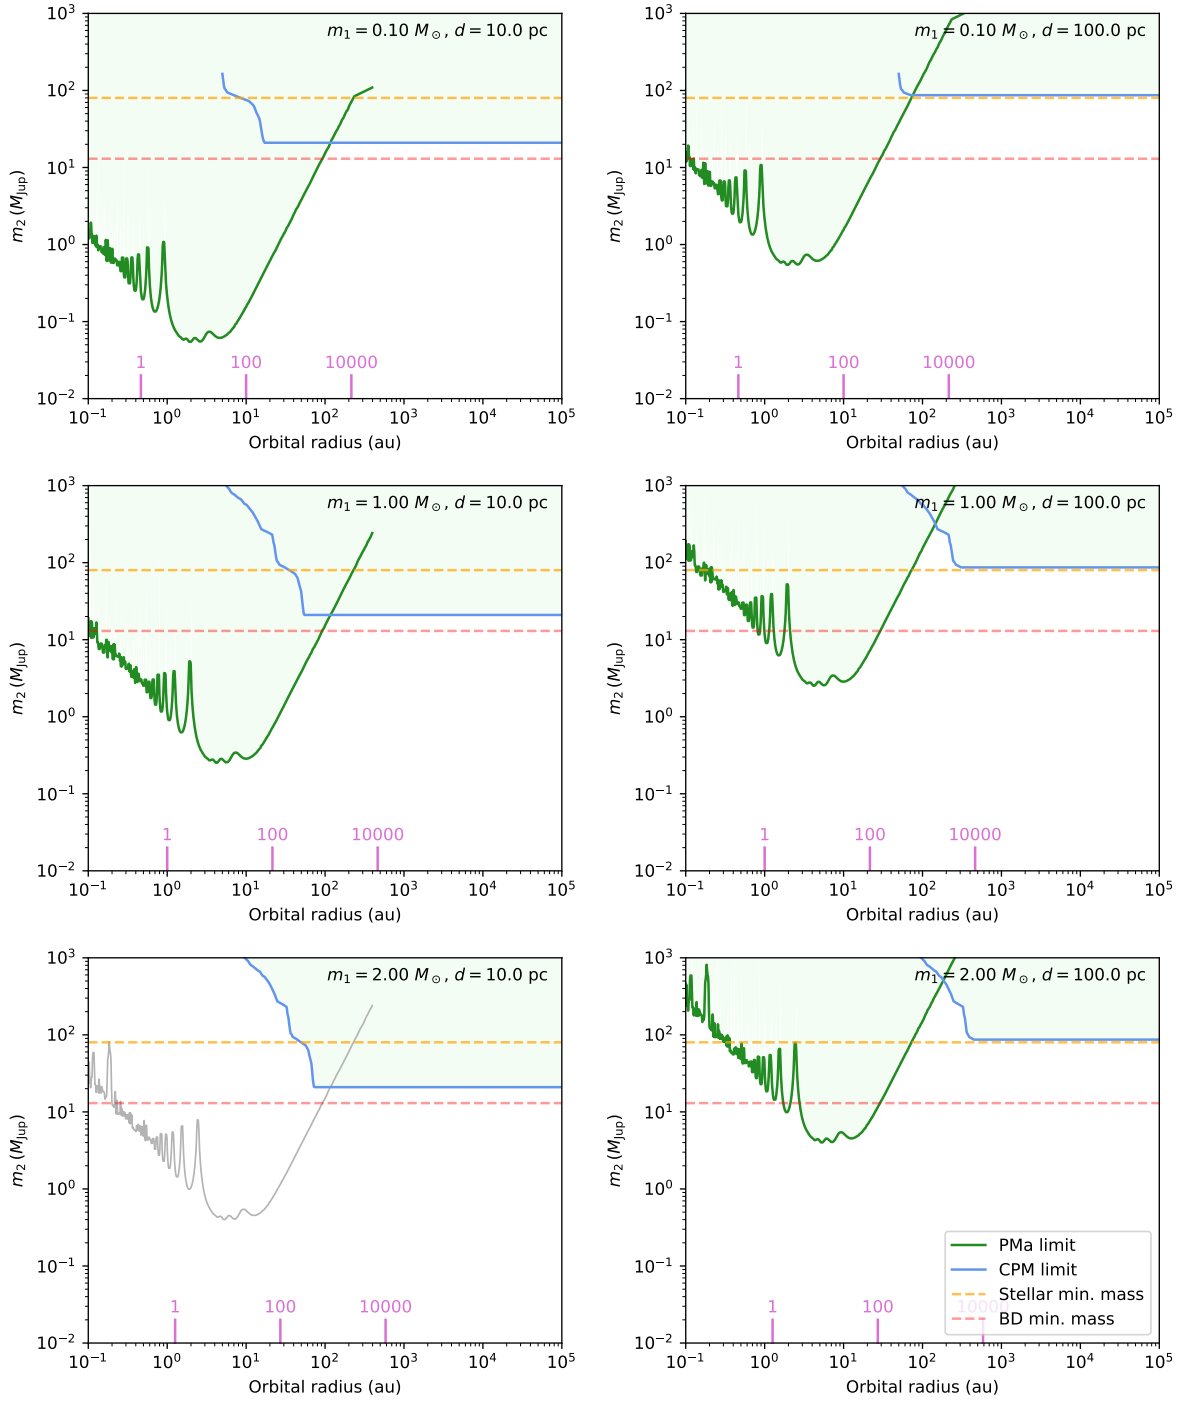 m₁ = 0.10 M☉, d = 10.0 pc
10³
10²
10¹
10⁰
10⁻¹
10⁻²
m₂ (M_Jup)
1
100
10000
10⁻¹ 10⁰ 10¹ 10² 10³ 10⁴ 10⁵
Orbital radius (au)
m₁ = 0.10 M☉, d = 100.0 pc
10³
10²
10¹
10⁰
10⁻¹
10⁻²
m₂ (M_Jup)
1
100
10000
10⁻¹ 10⁰ 10¹ 10² 10³ 10⁴ 10⁵
Orbital radius (au)
m₁ = 1.00 M☉, d = 10.0 pc
10³
10²
10¹
10⁰
10⁻¹
10⁻²
m₂ (M_Jup)
1
100
10000
10⁻¹ 10⁰ 10¹ 10² 10³ 10⁴ 10⁵
Orbital radius (au)
m₁ = 1.00 M☉, d = 100.0 pc
10³
10²
10¹
10⁰
10⁻¹
10⁻²
m₂ (M_Jup)
1
100
10000
10⁻¹ 10⁰ 10¹ 10² 10³ 10⁴ 10⁵
Orbital radius (au)
m₁ = 2.00 M☉, d = 10.0 pc
10³
10²
10¹
10⁰
10⁻¹
10⁻²
m₂ (M_Jup)
1
100
10000
10⁻¹ 10⁰ 10¹ 10² 10³ 10⁴ 10⁵
Orbital radius (au)
m₁ = 2.00 M☉, d = 100.0 pc
10³
10²
10¹
10⁰
10⁻¹
10⁻²
m₂ (M_Jup)
PMa limit
CPM limit
Stellar min. mass
BD min. mass
1
100
10000
10⁻¹ 10⁰ 10¹ 10² 10³ 10⁴ 10⁵
Orbital radius (au)